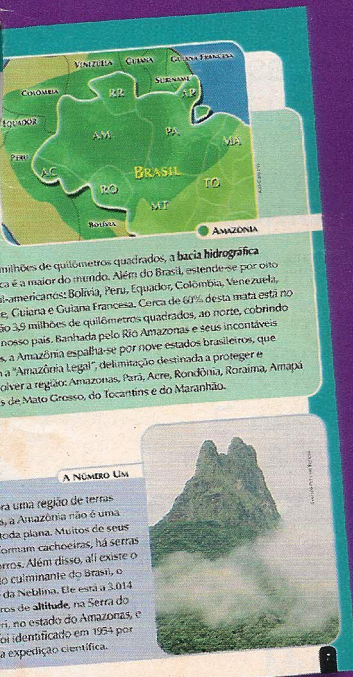 VENEZUELA GUIANA GUIANA FRANCESA
SURINAME
COLÔMBIA
RR
AP
EQUADOR
AM
PA
MA
PERU
BRASIL
AC
TO
RO
MT
BOLÍVIA
AMAZÔNIA
milhões de quilômetros quadrados, a bacia hidrográfica
ca é a maior do mundo. Além do Brasil, estende-se por oito
l-americanos: Bolívia, Peru, Equador, Colômbia, Venezuela,
e, Guiana e Guiana Francesa. Cerca de 60% desta mata está no
ão 3,9 milhões de quilômetros quadrados, ao norte, cobrindo
nosso país. Banhada pelo Rio Amazonas e seus incontáveis
s, a Amazônia espalha-se por nove estados brasileiros, que
a "Amazônia Legal", delimitação destinada a proteger e
olver a região: Amazonas, Pará, Acre, Rondônia, Roraima, Amapá
s de Mato Grosso, do Tocantins e do Maranhão.
A NÚMERO UM
ra uma região de terras
s, a Amazônia não é uma
toda plana. Muitos de seus
formam cachoeiras, há serras
orros. Além disso, ali existe o
o culminante do Brasil, o
da Neblina. Ele está a 3.014
ros de altitude, na Serra do
ri, no estado do Amazonas, e
oi identificado em 1954 por
a expedição científica.